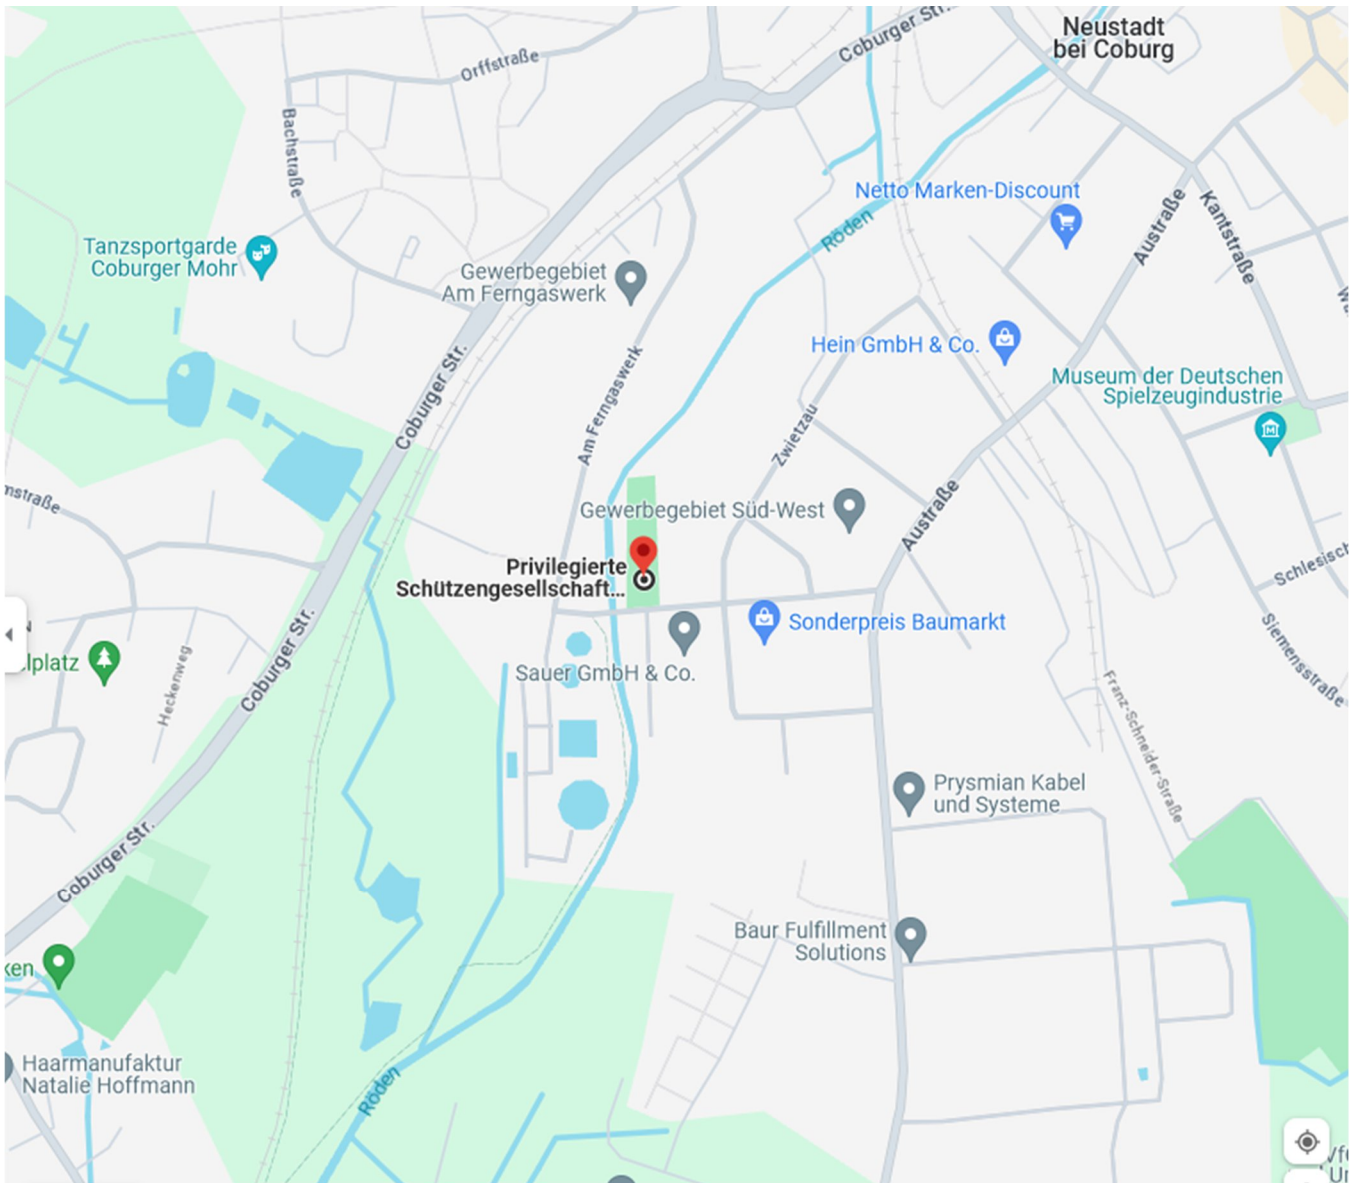 Neustadt
bei Coburg
Coburger Str.
Orffstraße
Bachstraße
Netto Marken-Discount
Austraße
Kantstraße
Röden
Tanzsportgarde
Coburger Mohr
Gewerbegebiet
Am Ferngaswerk
Hein GmbH & Co.
Coburger Str.
Am Ferngaswerk
Museum der Deutschen
Spielzeugindustrie
Zwietzau
Gewerbegebiet Süd-West
Austraße
Privilegierte
Schützengesellschaft...
Schlesisch
Sonderpreis Baumarkt
Sauer GmbH & Co.
Siemensstraße
lplatz
Heckenweg
Coburger Str.
Franz-Schneider-Straße
Prysmian Kabel
und Systeme
Coburger Str.
Baur Fulfillment
Solutions
ken
Haarmanufaktur
Natalie Hoffmann
Röden